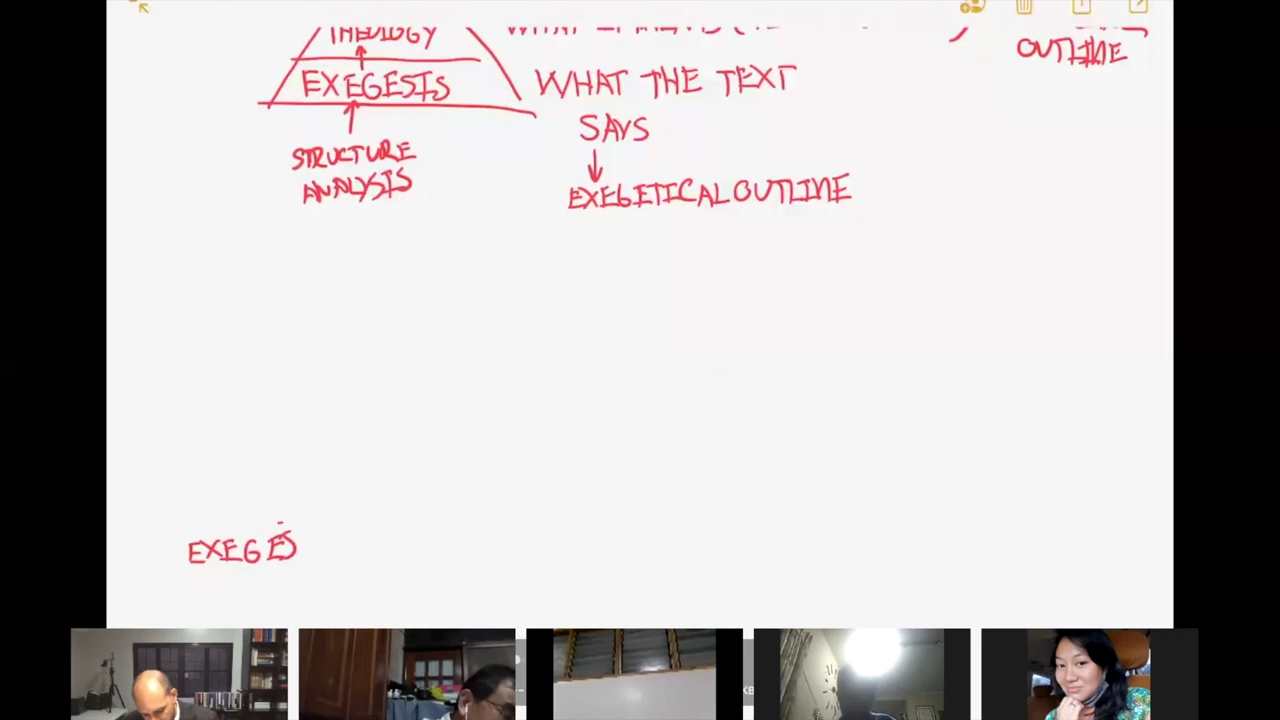 THEOLOGY
OUTLINE
EXEGESIS WHAT THE TEXT
SAYS
STRUCTURE
ANALYSIS
EXEGETICAL OUTLINE
EXEGES